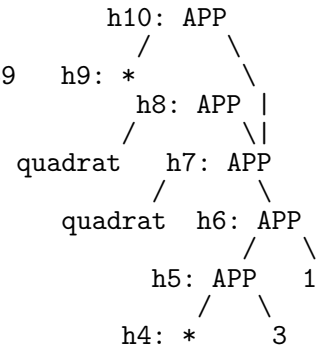 h10: APP
9 h9: *
h8: APP
quadrat h7: APP
quadrat h6: APP
h5: APP 1
h4: * 3